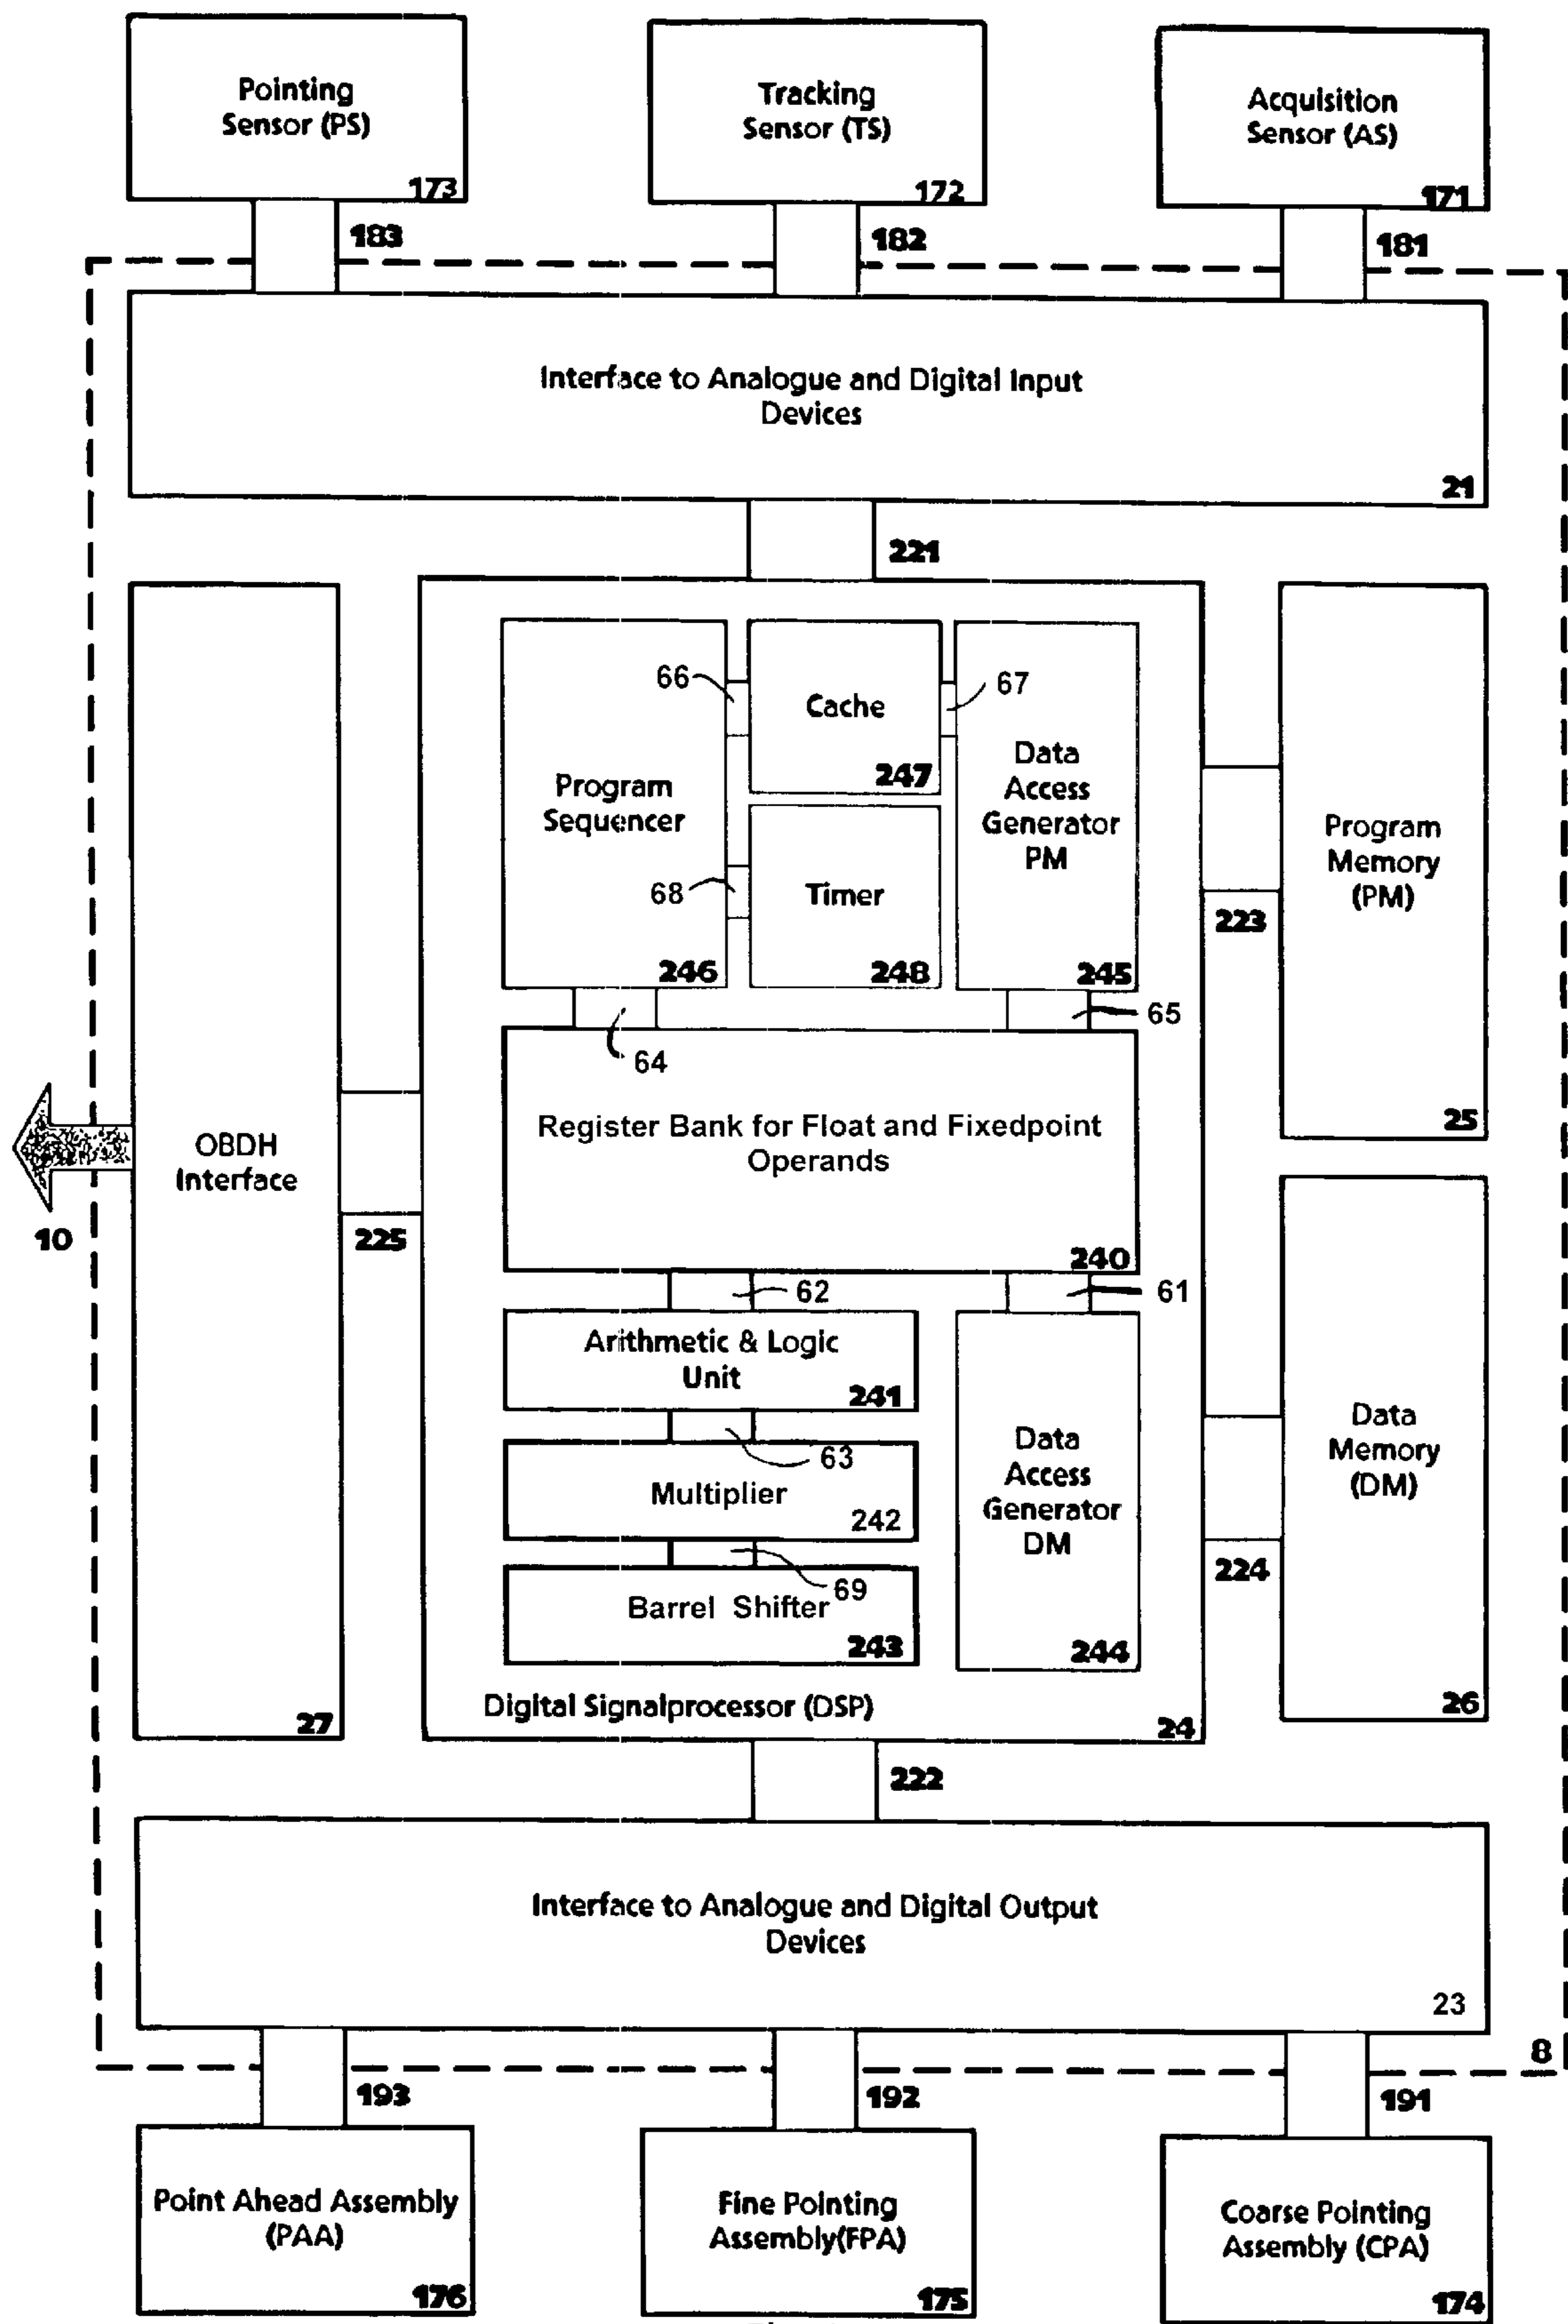 Pointing
Sensor (PS)
173
Tracking
Sensor (TS)
172
Acquisition
Sensor (AS)
171
183
182
181
Interface to Analogue and Digital Input
Devices
21
221
66
Cache
247
67
Program
Sequencer
246
68
Timer
248
Data
Access
Generator
PM
245
64
65
Program
Memory
(PM)
25
223
OBDH
Interface
27
10
225
Register Bank for Float and Fixedpoint
Operands
240
62
61
Arithmetic & Logic
Unit
241
63
Multiplier
242
69
Barrel Shifter
243
Data
Access
Generator
DM
244
Data
Memory
(DM)
26
224
Digital Signalprocessor (DSP)
24
222
Interface to Analogue and Digital Output
Devices
23
8
193
192
191
Point Ahead Assembly
(PAA)
176
Fine Pointing
Assembly(FPA)
175
Coarse Pointing
Assembly (CPA)
174